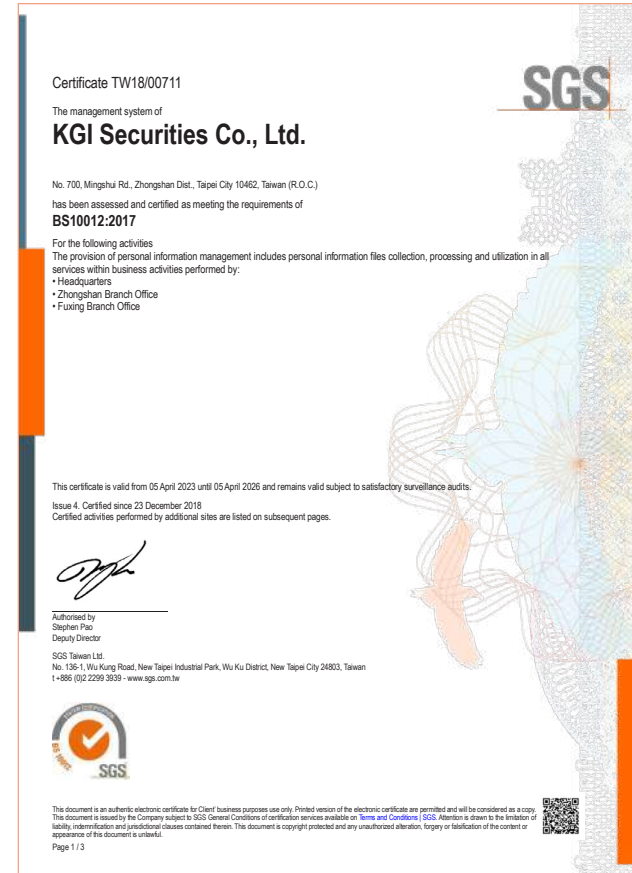 SGS
Certificate TW18/00711
The management system of
KGI Securities Co., Ltd.
No. 700, Mingshui Rd., Zhongshan Dist., Taipei City 10462, Taiwan (R.O.C.)
has been assessed and certified as meeting the requirements of
BS10012:2017
For the following activities
The provision of personal information management includes personal information files collection, processing and utilization in all
services within business activities performed by:
• Headquarters
• Zhongshan Branch Office
• Fuxing Branch Office
This certificate is valid from 05 April 2023 until 05 April 2026 and remains valid subject to satisfactory surveillance audits.
Issue 4. Certified since 23 December 2018
Certified activities performed by additional sites are listed on subsequent pages.
Authorised by
Stephen Pao
Deputy Director
SGS Taiwan Ltd.
No. 136-1, Wu Kung Road, New Taipei Industrial Park, Wu Ku District, New Taipei City 24803, Taiwan
t +886 (0)2 2299 3939 - www.sgs.com.tw
BS 10012
SGS
This document is an authentic electronic certificate for Client' business purposes use only. Printed version of the electronic certificate are permitted and will be considered as a copy.
This document is issued by the Company subject to SGS General Conditions of certification services available on Terms and Conditions | SGS. Attention is drawn to the limitation of
liability, indemnification and jurisdictional clauses contained therein. This document is copyright protected and any unauthorized alteration, forgery or falsification of the content or
appearance of this document is unlawful.
Page 1 / 3